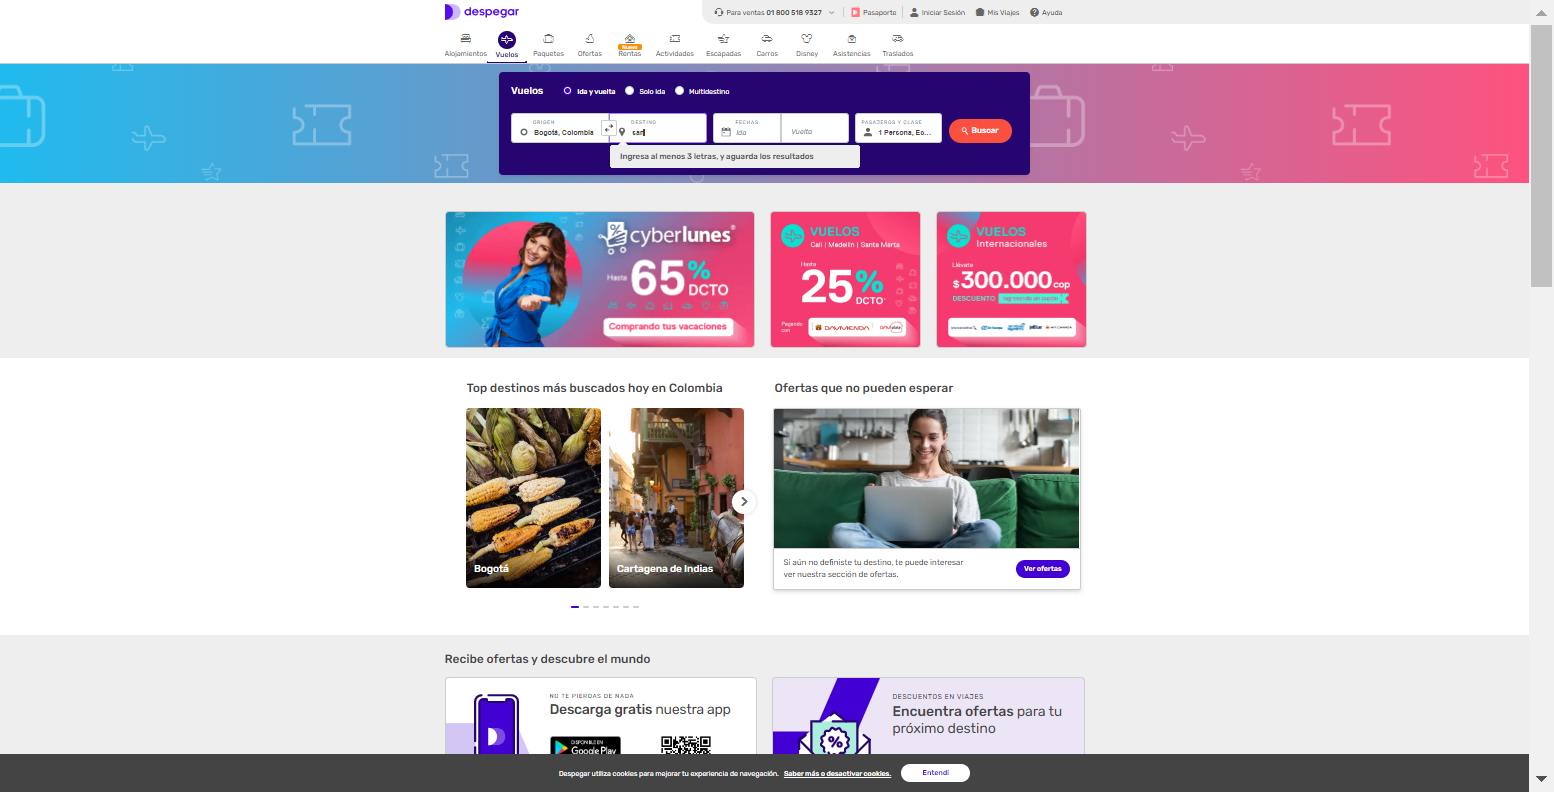 despegar
Para ventas 01 800 518 9327
Pasaporte
Iniciar Sesión
Mis Viajes
Ayuda
Alojamientos
Vuelos
Paquetes
Ofertas
Nuevo
Rentas
Actividades
Escapadas
Carros
Disney
Asistencias
Traslados
Vuelos
Ida y vuelta
Solo ida
Multidestino
ORIGEN
Bogotá, Colombia
DESTINO
san
FECHAS
Ida
Vuelta
PASAJEROS Y CLASE
1 Persona, Eo...
Buscar
Ingresa al menos 3 letras, y aguarda los resultados
cyberlunes®
Hasta 65% DCTO
Comprando tus vacaciones
VUELOS
Cali | Medellín | Santa Marta
Hasta
25% DCTO*
Pagando con
DAVIVIENDA
DAVIplata
VUELOS
Internacionales
Llévate
$300.000 COP
DESCUENTO ingresando un cupón
Top destinos más buscados hoy en Colombia
Bogotá
Cartagena de Indias
Ofertas que no pueden esperar
Si aún no definiste tu destino, te puede interesar
ver nuestra sección de ofertas.
Ver ofertas
Recibe ofertas y descubre el mundo
NO TE PIERDAS DE NADA
Descarga gratis nuestra app
DISPONIBLE EN
Google Play
DESCUENTOS EN VIAJES
Encuentra ofertas para tu
próximo destino
Despegar utiliza cookies para mejorar tu experiencia de navegación. Saber más o desactivar cookies.
Entendí